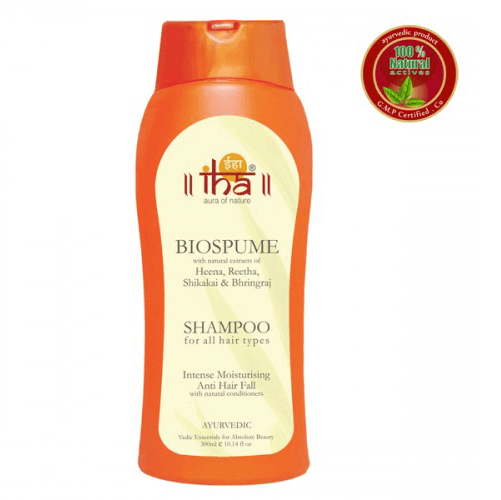 ayurvedic product
100%
Natural
actives
G.M.P Certified - Co
ईहा
॥ iha ॥®
aura of nature
BIOSPUME
with natural extracts of
Heena, Reetha,
Shikakai & Bhringraj
SHAMPOO
for all hair types
Intense Moisturising
Anti Hair Fall
with natural conditioners
AYURVEDIC
Vedic Essentials for Absolute Beauty
300ml e 10.14 fl oz